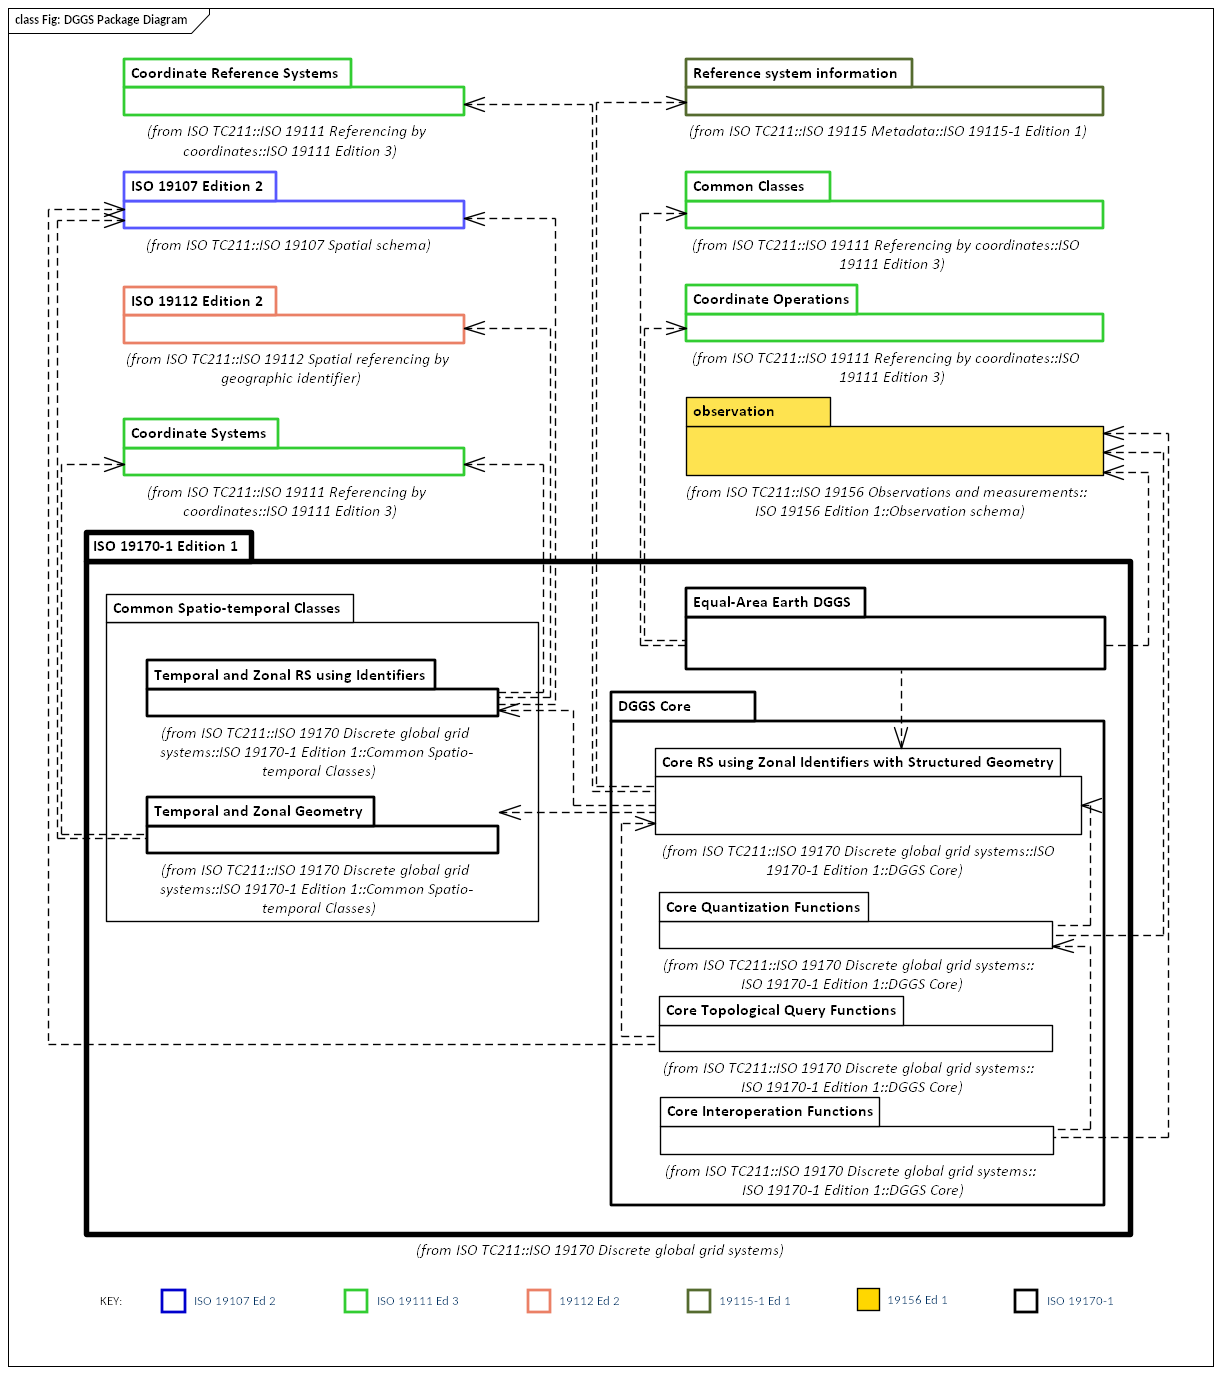 class Fig: DGGS Package Diagram
Coordinate Reference Systems
(from ISO TC211::ISO 19111 Referencing by
coordinates::ISO 19111 Edition 3)
Reference system information
(from ISO TC211::ISO 19115 Metadata::ISO 19115-1 Edition 1)
ISO 19107 Edition 2
(from ISO TC211::ISO 19107 Spatial schema)
Common Classes
(from ISO TC211::ISO 19111 Referencing by coordinates::ISO
19111 Edition 3)
ISO 19112 Edition 2
(from ISO TC211::ISO 19112 Spatial referencing by
geographic identifier)
Coordinate Operations
(from ISO TC211::ISO 19111 Referencing by coordinates::ISO
19111 Edition 3)
Coordinate Systems
(from ISO TC211::ISO 19111 Referencing by
coordinates::ISO 19111 Edition 3)
observation
(from ISO TC211::ISO 19156 Observations and measurements::
ISO 19156 Edition 1::Observation schema)
ISO 19170-1 Edition 1
Common Spatio-temporal Classes
Temporal and Zonal RS using Identifiers
(from ISO TC211::ISO 19170 Discrete global grid
systems::ISO 19170-1 Edition 1::Common Spatio-
temporal Classes)
Temporal and Zonal Geometry
(from ISO TC211::ISO 19170 Discrete global grid
systems::ISO 19170-1 Edition 1::Common Spatio-
temporal Classes)
Equal-Area Earth DGGS
DGGS Core
Core RS using Zonal Identifiers with Structured Geometry
(from ISO TC211::ISO 19170 Discrete global grid systems::ISO
19170-1 Edition 1::DGGS Core)
Core Quantization Functions
(from ISO TC211::ISO 19170 Discrete global grid systems::
ISO 19170-1 Edition 1::DGGS Core)
Core Topological Query Functions
(from ISO TC211::ISO 19170 Discrete global grid systems::
ISO 19170-1 Edition 1::DGGS Core)
Core Interoperation Functions
(from ISO TC211::ISO 19170 Discrete global grid systems::
ISO 19170-1 Edition 1::DGGS Core)
(from ISO TC211::ISO 19170 Discrete global grid systems)
KEY:
ISO 19107 Ed 2
ISO 19111 Ed 3
19112 Ed 2
19115-1 Ed 1
19156 Ed 1
ISO 19170-1